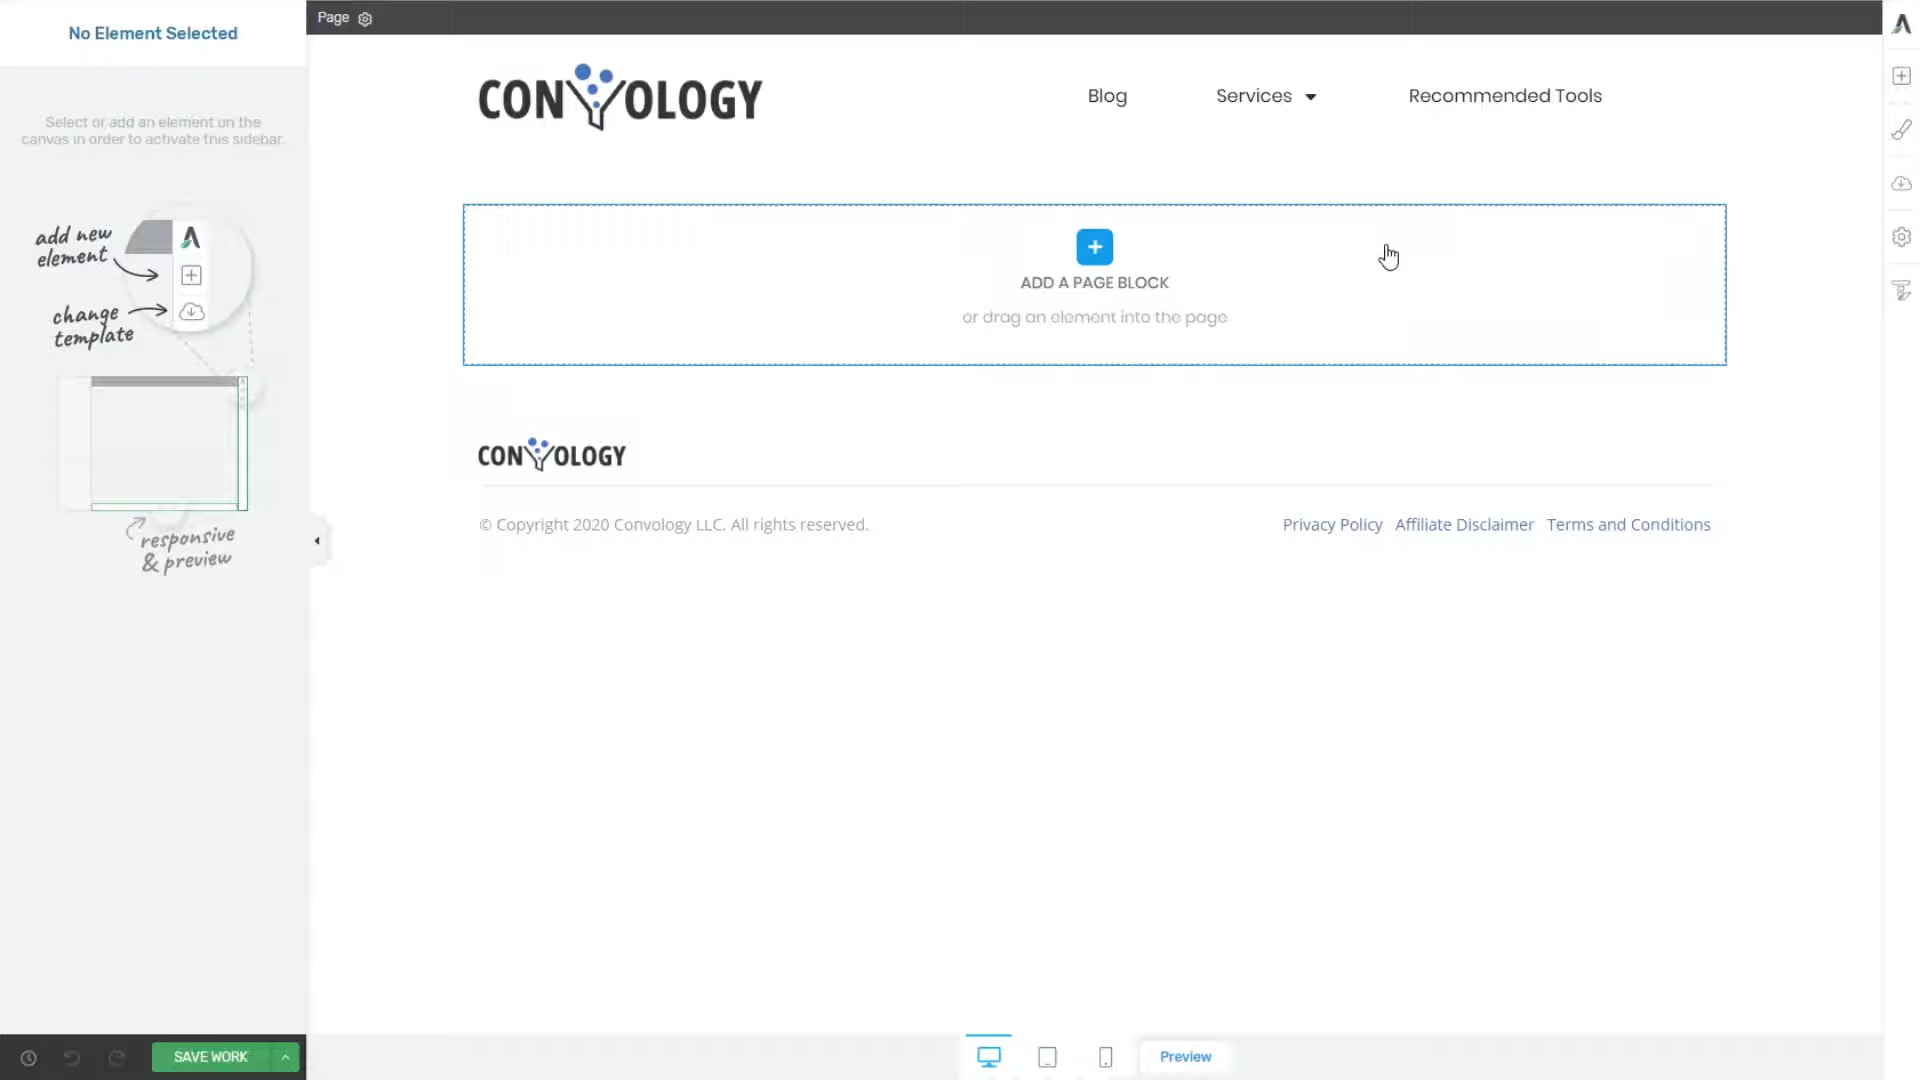 No Element Selected
Page
Select or add an element on the
canvas in order to activate this sidebar.
add new
element
change
template
responsive
& preview
CONVOLOGY
Blog
Services
Recommended Tools
ADD A PAGE BLOCK
or drag an element into the page
CONVOLOGY
© Copyright 2020 Convology LLC. All rights reserved.
Privacy Policy Affiliate Disclaimer Terms and Conditions
SAVE WORK
Preview